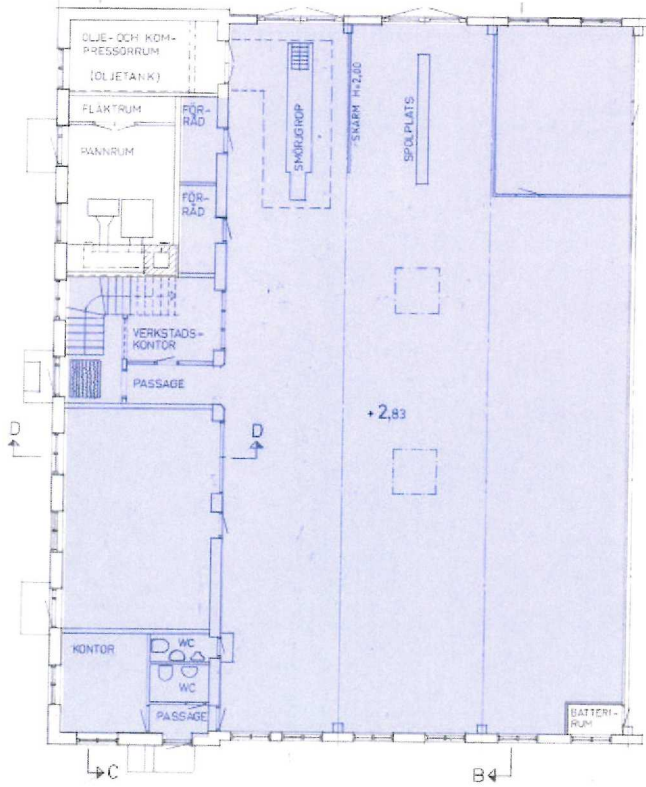 OLJE- OCH KOM-
PRESSORRUM
(OLJETANK)
FLÄKTRUM
FÖR-
RÅD
PANNRUM
FÖR-
RÅD
SMÖRJGROP
SKÄRM H=2,00
SPOLPLATS
VERKSTADS-
KONTOR
PASSAGE
+2,83
D
D
KONTOR
WC
WC
PASSAGE
BATTERI-
RUM
C
B